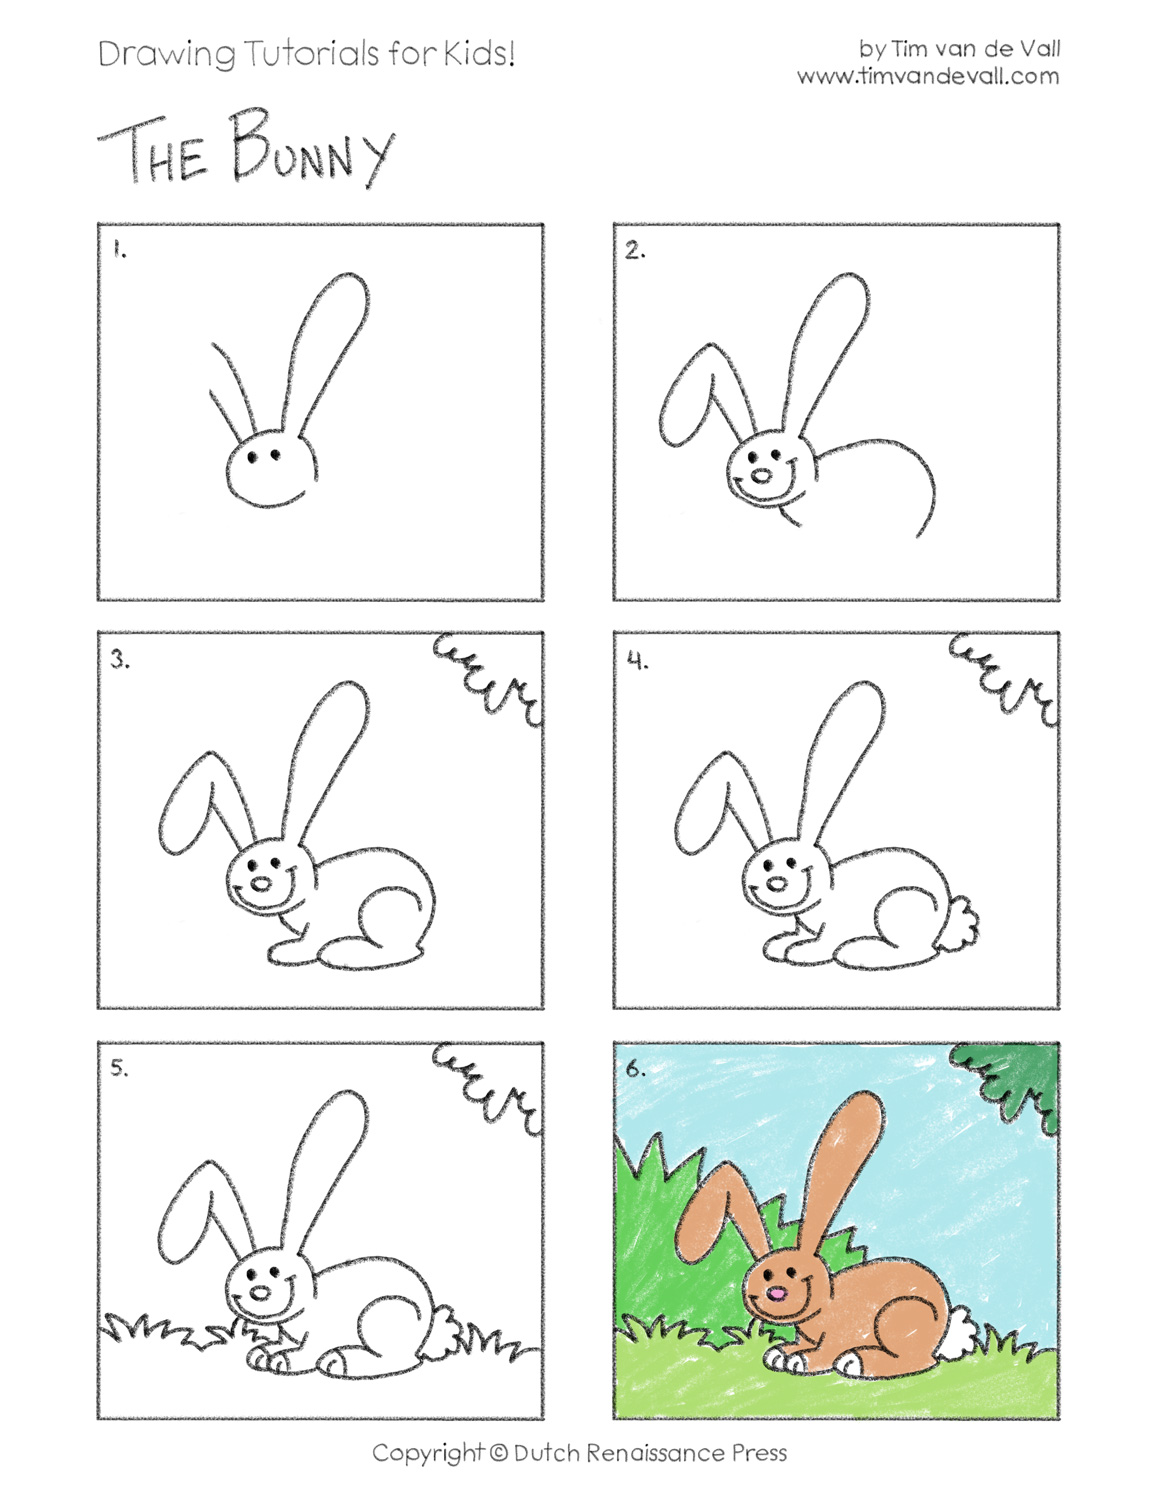 Drawing Tutorials for Kids!
by Tim van de Vall
www.timvandevall.com
THE BUNNY
1.
2.
3.
4.
5.
6.
Copyright © Dutch Renaissance Press